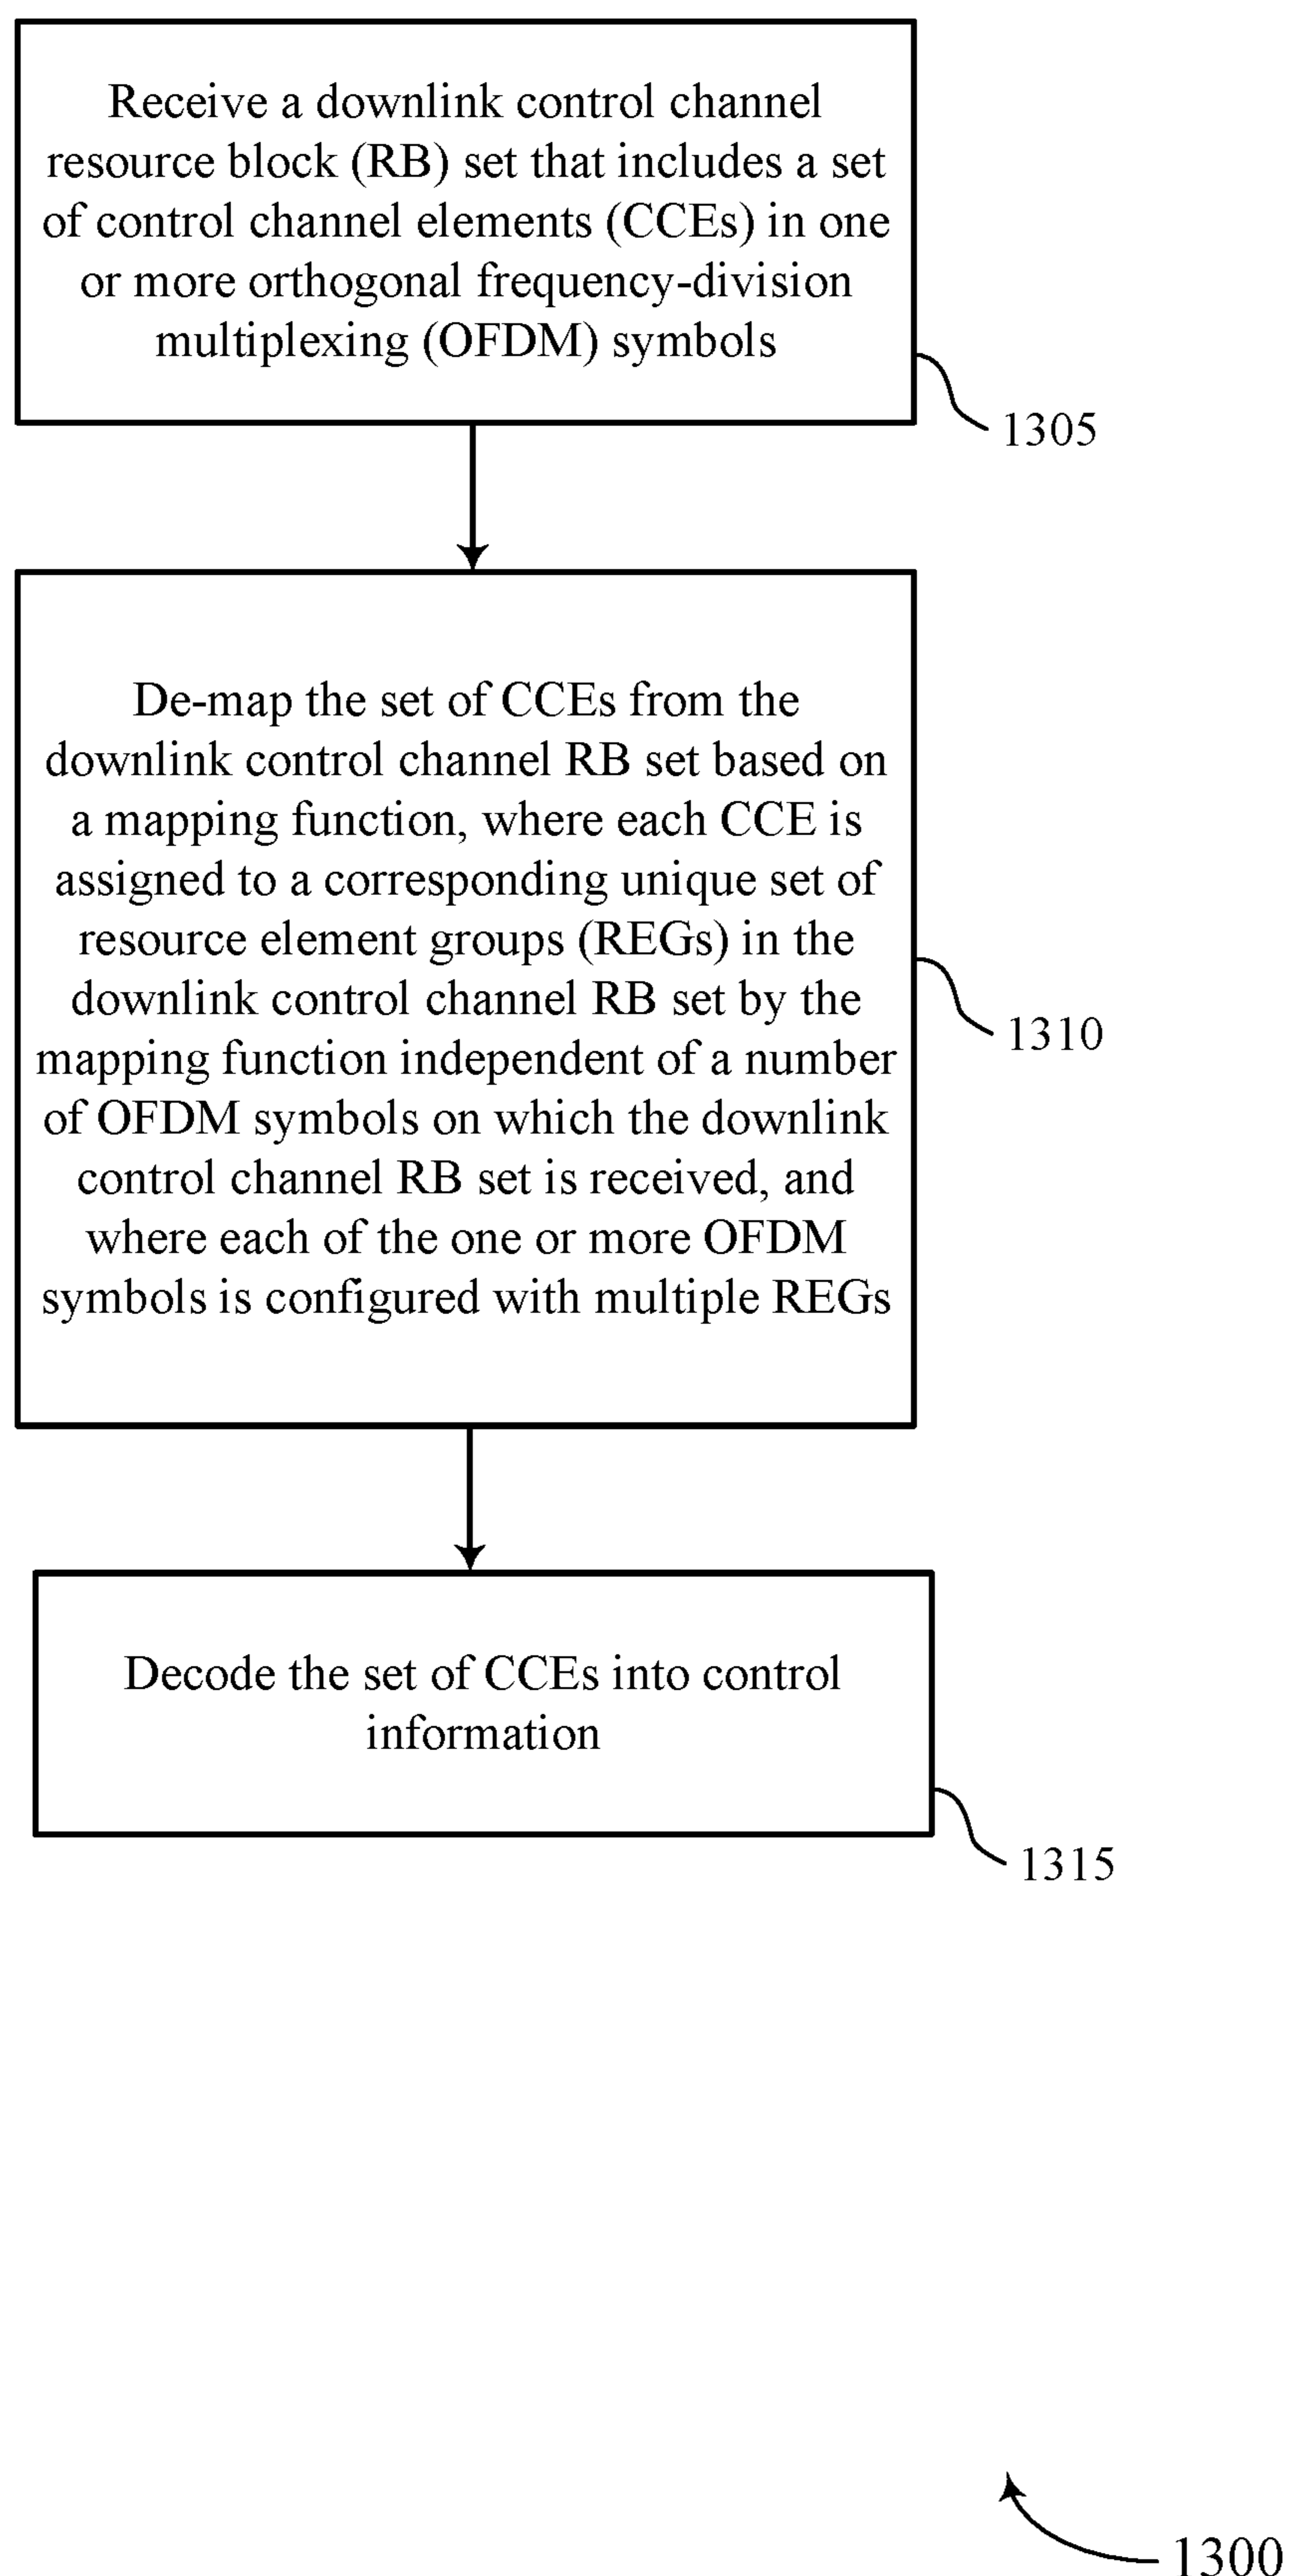 Receive a downlink control channel
resource block (RB) set that includes a set
of control channel elements (CCEs) in one
or more orthogonal frequency-division
multiplexing (OFDM) symbols
1305
De-map the set of CCEs from the
downlink control channel RB set based on
a mapping function, where each CCE is
assigned to a corresponding unique set of
resource element groups (REGs) in the
downlink control channel RB set by the
mapping function independent of a number
of OFDM symbols on which the downlink
control channel RB set is received, and
where each of the one or more OFDM
symbols is configured with multiple REGs
1310
Decode the set of CCEs into control
information
1315
1300